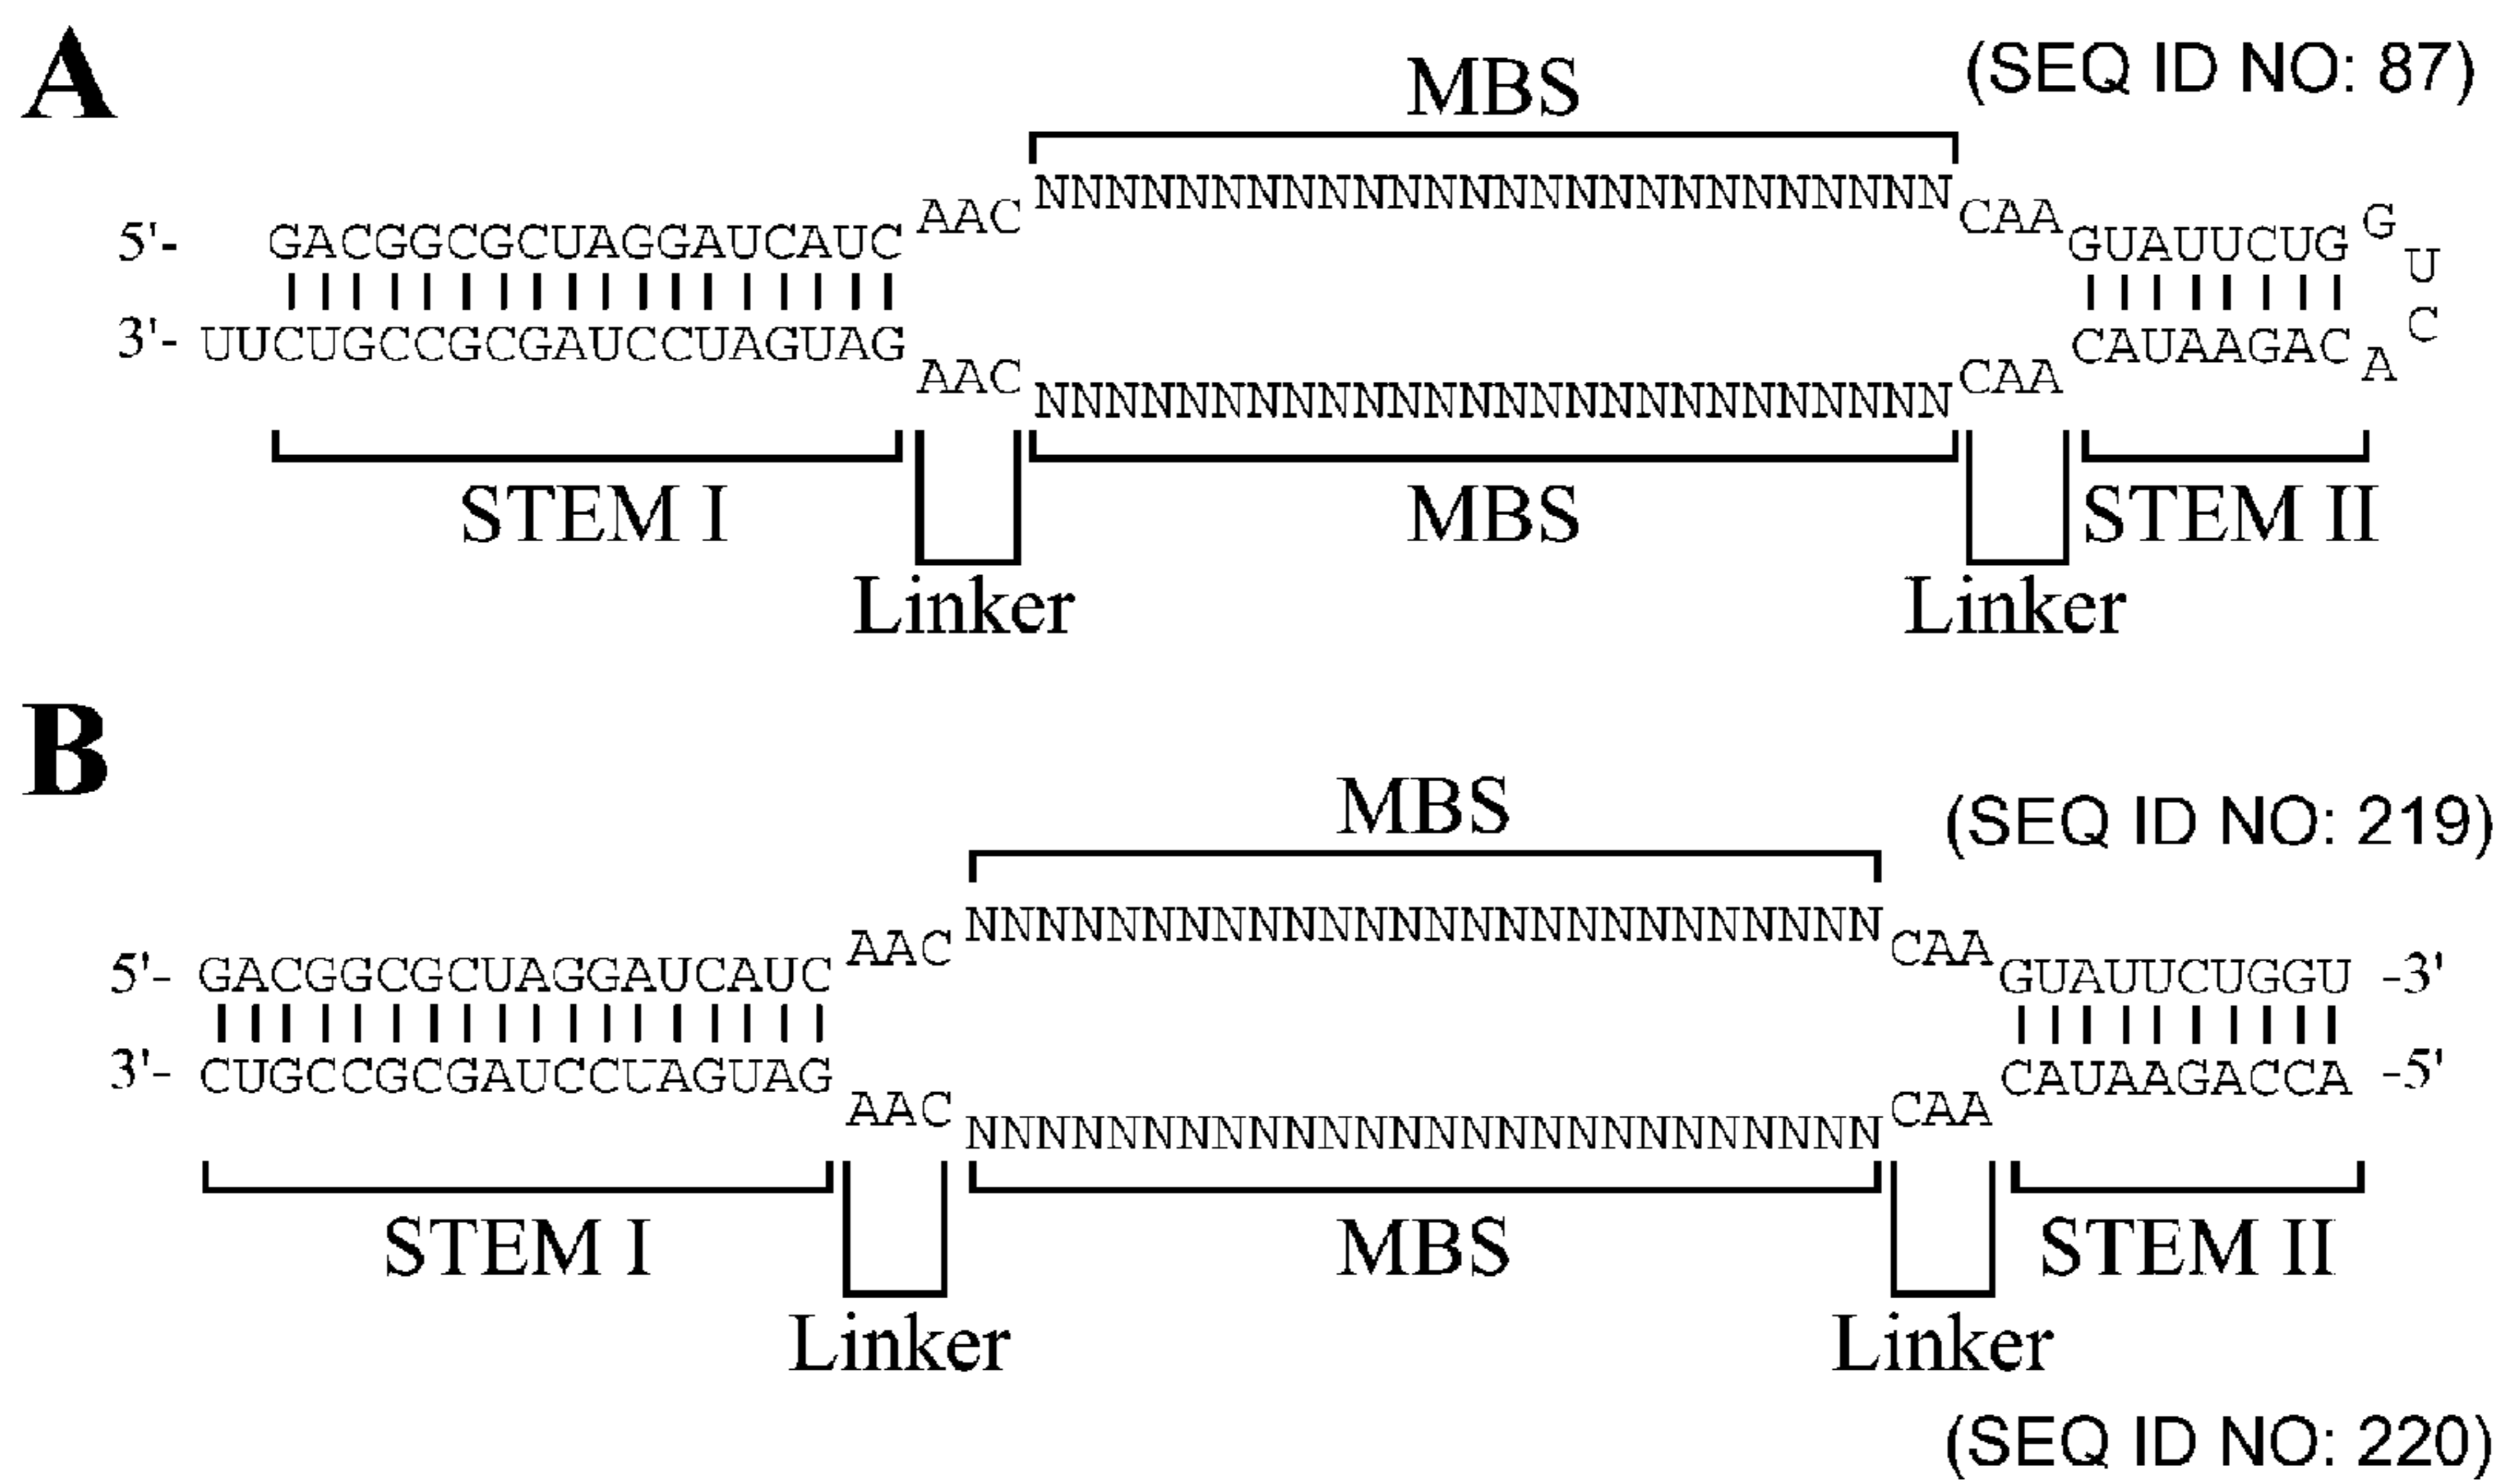 A
MBS
(SEQ ID NO: 87)
5'- GACGGCGCUAGGAUCAUC AAC NNNNNNNNNNNNNNNNNNNNNNNNNN CAA GUAUUCUG G
U
C
3'- UUCUGCCGCGAUCCUAGUAG AAC NNNNNNNNNNNNNNNNNNNNNNNNNN CAA CAUAAGAC A
STEM I
MBS
STEM II
Linker
Linker
B
MBS
(SEQ ID NO: 219)
5'- GACGGCGCUAGGAUCAUC AAC NNNNNNNNNNNNNNNNNNNNNNNNNN CAA GUAUUCUGGU -3'
3'- CUGCCGCGAUCCUAGUAG AAC NNNNNNNNNNNNNNNNNNNNNNNNNN CAA CAUAAGACCA -5'
STEM I
MBS
STEM II
Linker
Linker
(SEQ ID NO: 220)